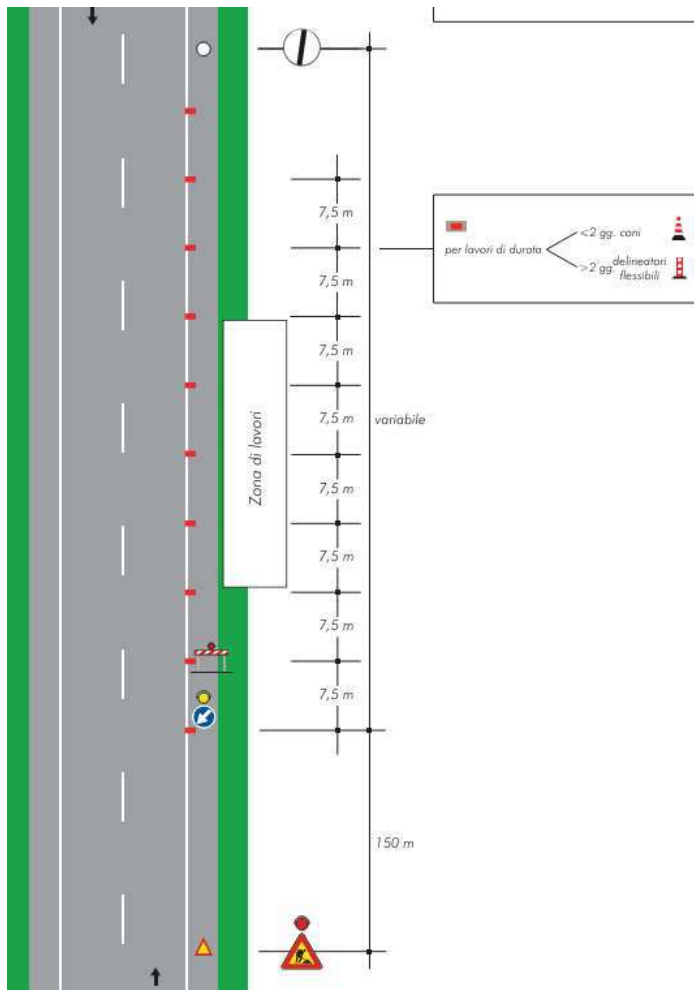 7,5 m
7,5 m
7,5 m
7,5 m
7,5 m
7,5 m
7,5 m
7,5 m
variabile
150 m
Zona di lavori
per lavori di durata
<2 gg. coni
>2 gg. delineatori
flessibili